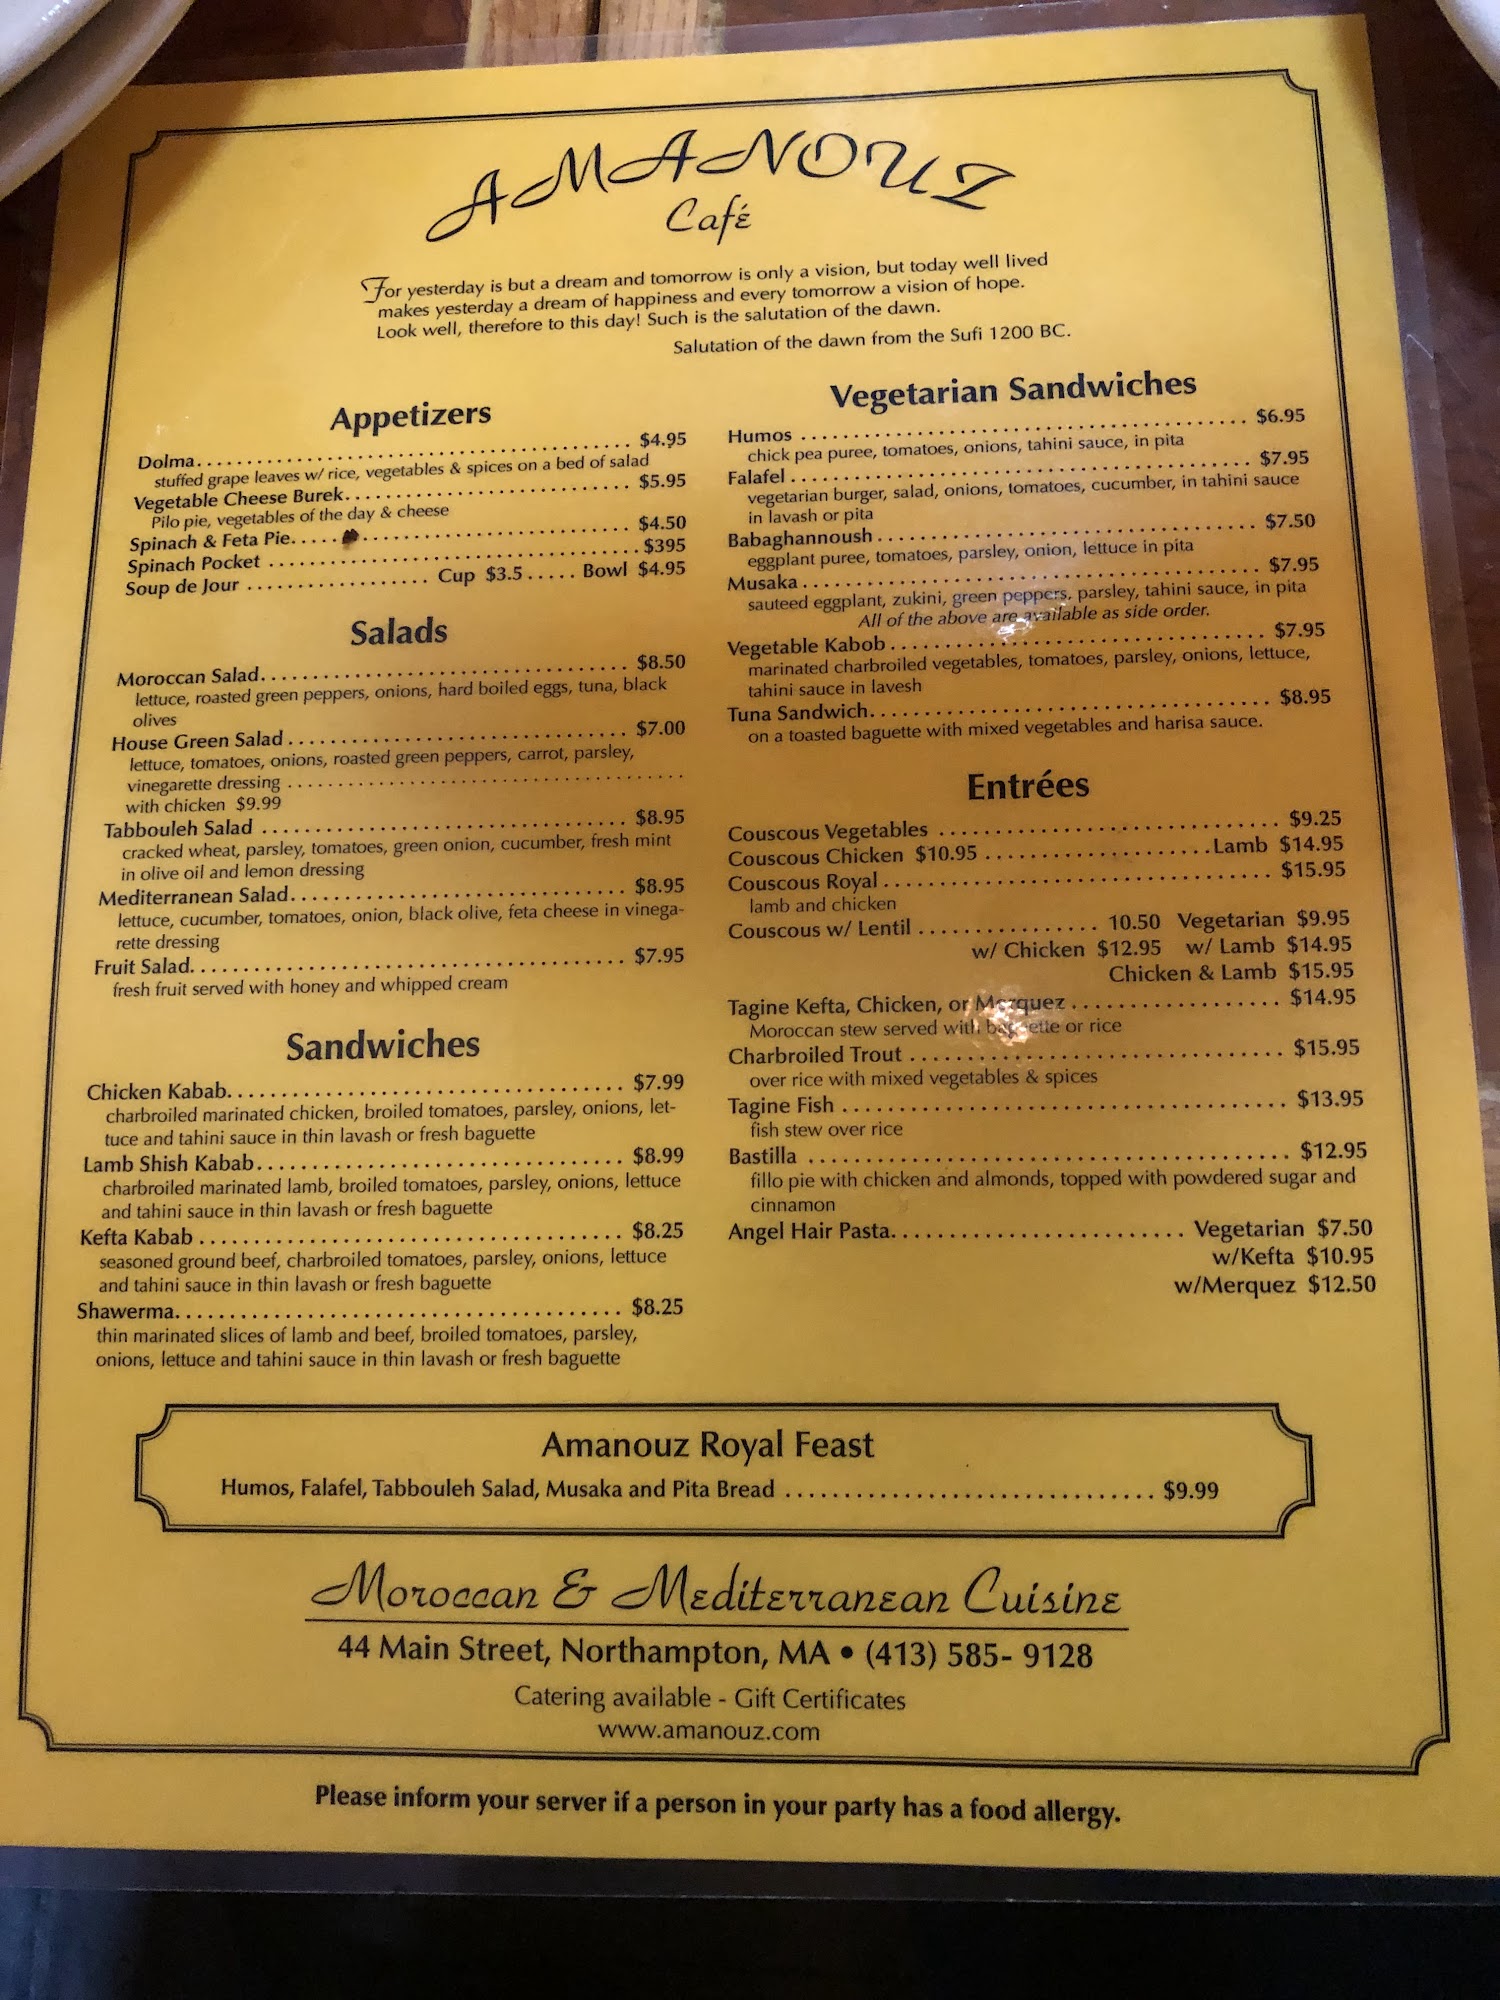 AMANOUZ
Café
For yesterday is but a dream and tomorrow is only a vision, but today well lived
makes yesterday a dream of happiness and every tomorrow a vision of hope.
Look well, therefore to this day! Such is the salutation of the dawn.
Salutation of the dawn from the Sufi 1200 BC.
Appetizers
Dolma. . . . . . . . . . $4.95
stuffed grape leaves w/ rice, vegetables & spices on a bed of salad
Vegetable Cheese Burek. . . . . . . . . . $5.95
Pilo pie, vegetables of the day & cheese
Spinach & Feta Pie. . . . . . . . . . $4.50
Spinach Pocket . . . . . . . . . . $395
Soup de Jour . . . . . . . . . . Cup $3.5 . . . . . Bowl $4.95
Salads
Moroccan Salad. . . . . . . . . . $8.50
lettuce, roasted green peppers, onions, hard boiled eggs, tuna, black
olives
House Green Salad . . . . . . . . . . $7.00
lettuce, tomatoes, onions, roasted green peppers, carrot, parsley,
vinegarette dressing . . . . . . . . . .
with chicken $9.99
Tabbouleh Salad . . . . . . . . . . $8.95
cracked wheat, parsley, tomatoes, green onion, cucumber, fresh mint
in olive oil and lemon dressing
Mediterranean Salad. . . . . . . . . . $8.95
lettuce, cucumber, tomatoes, onion, black olive, feta cheese in vinega-
rette dressing
Fruit Salad. . . . . . . . . . $7.95
fresh fruit served with honey and whipped cream
Sandwiches
Chicken Kabab. . . . . . . . . . $7.99
charbroiled marinated chicken, broiled tomatoes, parsley, onions, let-
tuce and tahini sauce in thin lavash or fresh baguette
Lamb Shish Kabab. . . . . . . . . . $8.99
charbroiled marinated lamb, broiled tomatoes, parsley, onions, lettuce
and tahini sauce in thin lavash or fresh baguette
Kefta Kabab . . . . . . . . . . $8.25
seasoned ground beef, charbroiled tomatoes, parsley, onions, lettuce
and tahini sauce in thin lavash or fresh baguette
Shawerma. . . . . . . . . . $8.25
thin marinated slices of lamb and beef, broiled tomatoes, parsley,
onions, lettuce and tahini sauce in thin lavash or fresh baguette
Vegetarian Sandwiches
Humos . . . . . . . . . . $6.95
chick pea puree, tomatoes, onions, tahini sauce, in pita
Falafel . . . . . . . . . . $7.95
vegetarian burger, salad, onions, tomatoes, cucumber, in tahini sauce
in lavash or pita
Babaghannoush . . . . . . . . . . $7.50
eggplant puree, tomatoes, parsley, onion, lettuce in pita
Musaka . . . . . . . . . . $7.95
sauteed eggplant, zukini, green peppers, parsley, tahini sauce, in pita
All of the above are available as side order.
Vegetable Kabob . . . . . . . . . . $7.95
marinated charbroiled vegetables, tomatoes, parsley, onions, lettuce,
tahini sauce in lavesh
Tuna Sandwich. . . . . . . . . . $8.95
on a toasted baguette with mixed vegetables and harisa sauce.
Entrées
Couscous Vegetables . . . . . . . . . . $9.25
Couscous Chicken $10.95 . . . . . . . . . . Lamb $14.95
Couscous Royal . . . . . . . . . . $15.95
lamb and chicken
Couscous w/ Lentil . . . . . . . . . . 10.50 Vegetarian $9.95
w/ Chicken $12.95 w/ Lamb $14.95
Chicken & Lamb $15.95
Tagine Kefta, Chicken, or Merquez . . . . . . . . . . $14.95
Moroccan stew served with baguette or rice
Charbroiled Trout . . . . . . . . . . $15.95
over rice with mixed vegetables & spices
Tagine Fish . . . . . . . . . . $13.95
fish stew over rice
Bastilla . . . . . . . . . . $12.95
fillo pie with chicken and almonds, topped with powdered sugar and
cinnamon
Angel Hair Pasta. . . . . . . . . . Vegetarian $7.50
w/Kefta $10.95
w/Merquez $12.50
Amanouz Royal Feast
Humos, Falafel, Tabbouleh Salad, Musaka and Pita Bread . . . . . . . . . . $9.99
Moroccan & Mediterranean Cuisine
44 Main Street, Northampton, MA • (413) 585- 9128
Catering available - Gift Certificates
www.amanouz.com
Please inform your server if a person in your party has a food allergy.